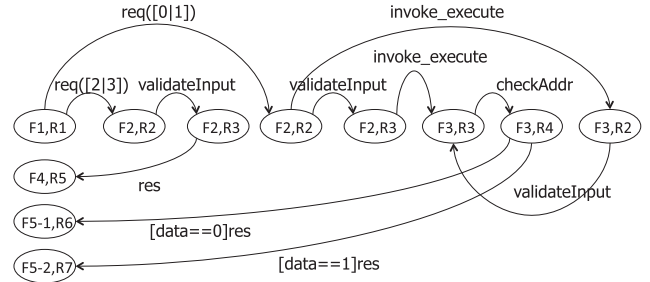 req([0|1])
invoke_execute
invoke_execute
req([2|3])
validateInput
validateInput
checkAddr
F1,R1
F2,R2
F2,R3
F2,R2
F2,R3
F3,R3
F3,R4
F3,R2
F4,R5
res
validateInput
F5-1,R6
[data==0]res
F5-2,R7
[data==1]res